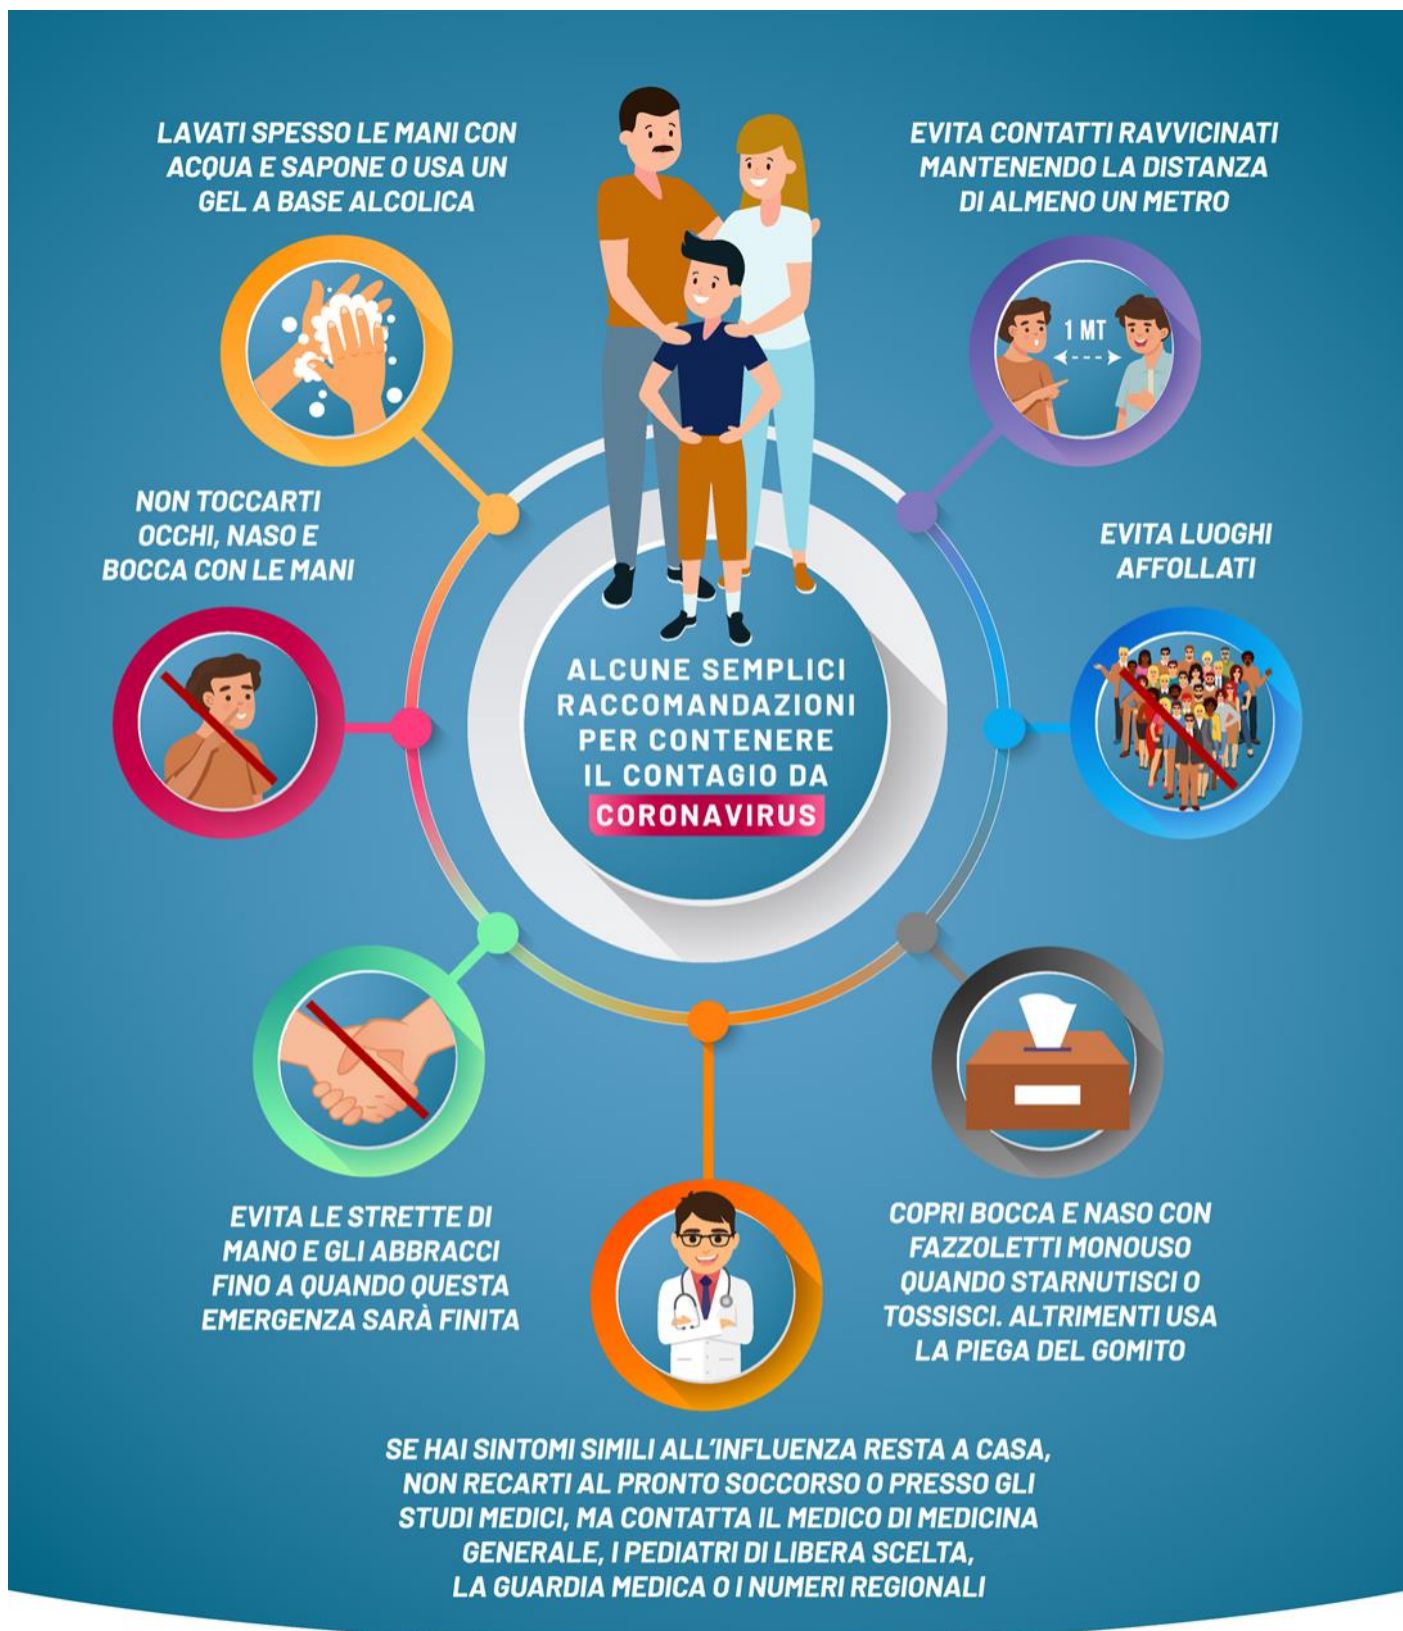 LAVATI SPESSO LE MANI CON
ACQUA E SAPONE O USA UN
GEL A BASE ALCOLICA
EVITA CONTATTI RAVVICINATI
MANTENENDO LA DISTANZA
DI ALMENO UN METRO
1 MT
NON TOCCARTI
OCCHI, NASO E
BOCCA CON LE MANI
EVITA LUOGHI
AFFOLLATI
ALCUNE SEMPLICI
RACCOMANDAZIONI
PER CONTENERE
IL CONTAGIO DA
CORONAVIRUS
EVITA LE STRETTE DI
MANO E GLI ABBRACCI
FINO A QUANDO QUESTA
EMERGENZA SARÀ FINITA
COPRI BOCCA E NASO CON
FAZZOLETTI MONOUSO
QUANDO STARNUTISCI O
TOSSISCI. ALTRIMENTI USA
LA PIEGA DEL GOMITO
SE HAI SINTOMI SIMILI ALL'INFLUENZA RESTA A CASA,
NON RECARTI AL PRONTO SOCCORSO O PRESSO GLI
STUDI MEDICI, MA CONTATTA IL MEDICO DI MEDICINA
GENERALE, I PEDIATRI DI LIBERA SCELTA,
LA GUARDIA MEDICA O I NUMERI REGIONALI